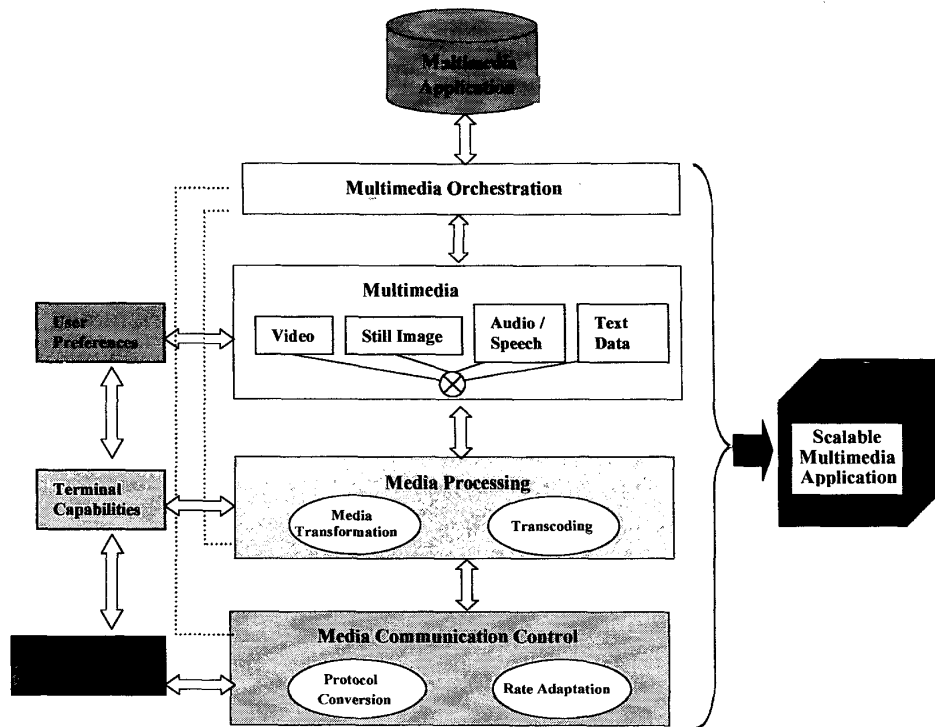 Multimedia
Application
Multimedia Orchestration
Multimedia
Video
Still Image
Audio /
Speech
Text
Data
User
Preferences
Media Processing
Media
Transformation
Transcoding
Terminal
Capabilities
Scalable
Multimedia
Application
Media Communication Control
Protocol
Conversion
Rate Adaptation